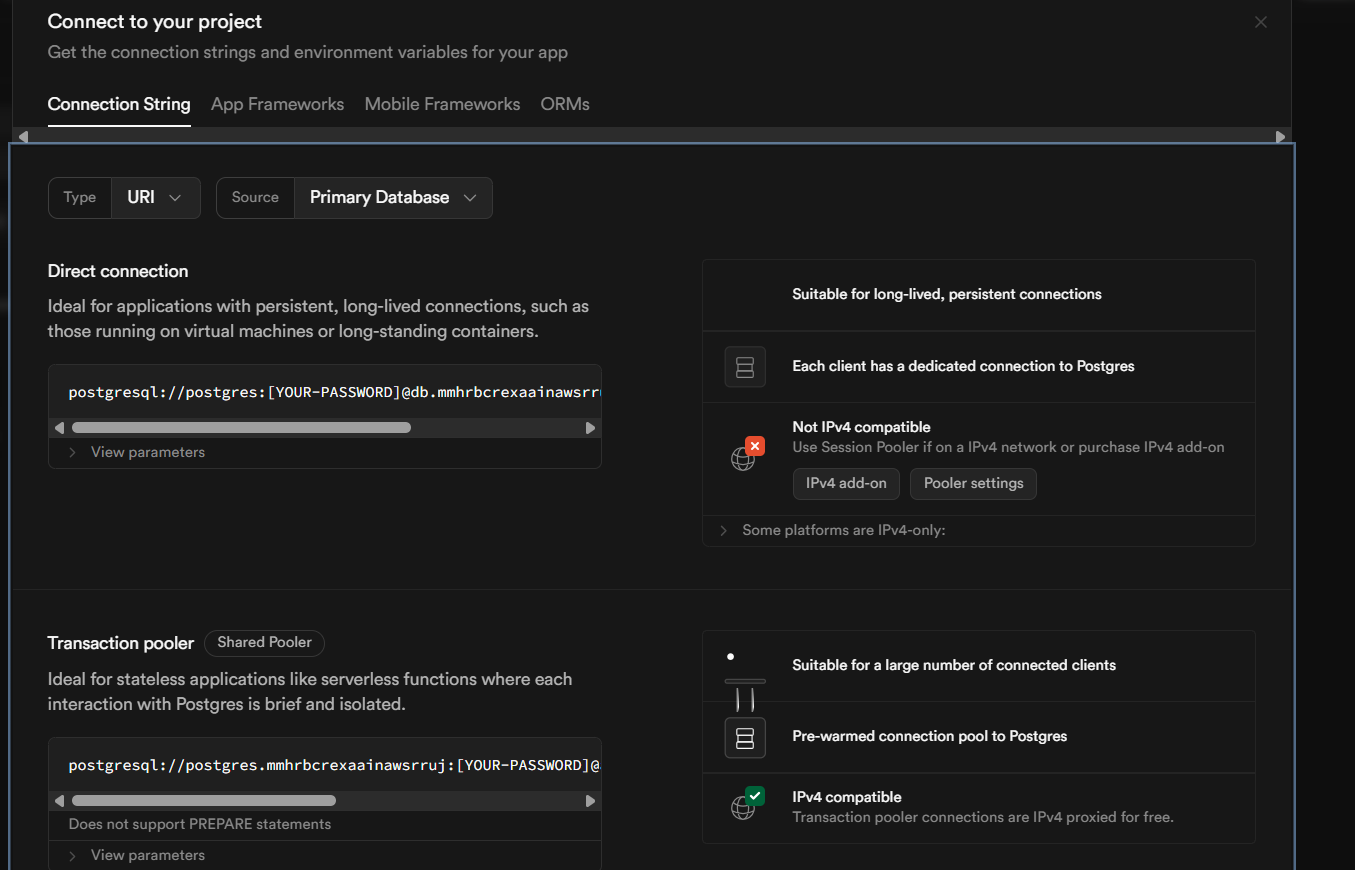 Connect to your project
Get the connection strings and environment variables for your app
Connection String App Frameworks Mobile Frameworks ORMs
Type URI Source Primary Database
Direct connection
Ideal for applications with persistent, long-lived connections, such as
those running on virtual machines or long-standing containers.
postgresql://postgres:[YOUR-PASSWORD]@db.mmhrbcrexaainawsrr
View parameters
Suitable for long-lived, persistent connections
Each client has a dedicated connection to Postgres
Not IPv4 compatible
Use Session Pooler if on a IPv4 network or purchase IPv4 add-on
IPv4 add-on Pooler settings
Some platforms are IPv4-only:
Transaction pooler Shared Pooler
Ideal for stateless applications like serverless functions where each
interaction with Postgres is brief and isolated.
postgresql://postgres.mmhrbcrexaainawsrruj:[YOUR-PASSWORD]@
Does not support PREPARE statements
View parameters
Suitable for a large number of connected clients
Pre-warmed connection pool to Postgres
IPv4 compatible
Transaction pooler connections are IPv4 proxied for free.